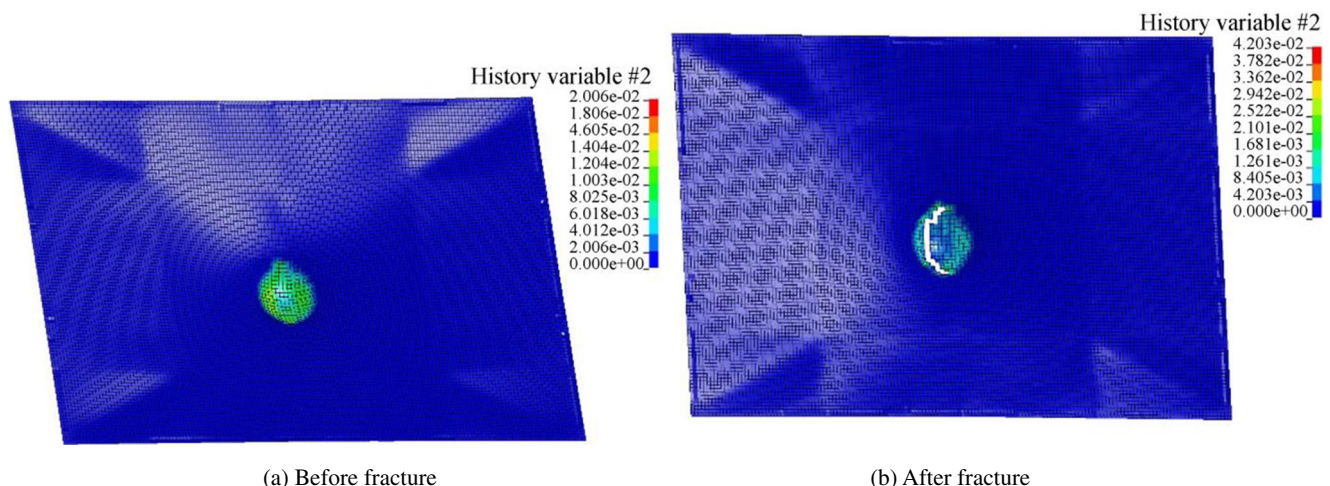 History variable #2
2.006e-02
1.806e-02
4.605e-02
1.404e-02
1.204e-02
1.003e-02
8.025e-03
6.018e-03
4.012e-03
2.006e-03
0.000e+00
(a) Before fracture
History variable #2
4.203e-02
3.782e-02
3.362e-02
2.942e-02
2.522e-02
2.101e-02
1.681e-03
1.261e-03
8.405e-03
4.203e-03
0.000e+00
(b) After fracture